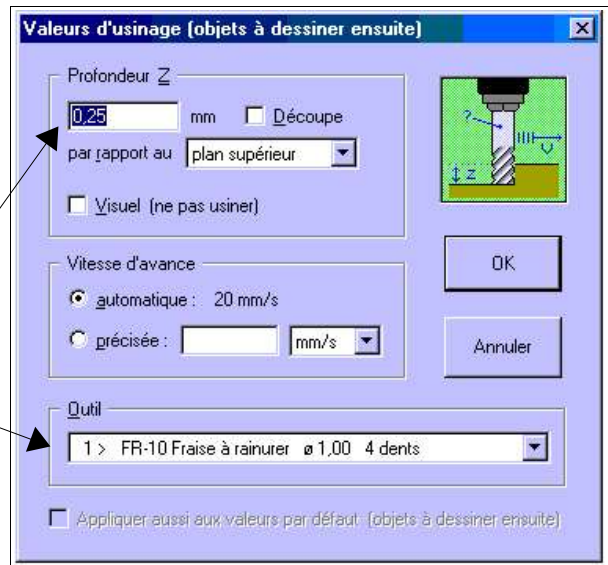 Valeurs d'usinage (objets à dessiner ensuite)
Profondeur Z
0,25 mm Découpe
par rapport au plan supérieur
Visuel (ne pas usiner)
? V
Z
Vitesse d'avance
automatique : 20 mm/s
précisée : mm/s
OK
Annuler
Outil
1 > FR-10 Fraise à rainurer ø 1,00 4 dents
Appliquer aussi aux valeurs par défaut (objets à dessiner ensuite)